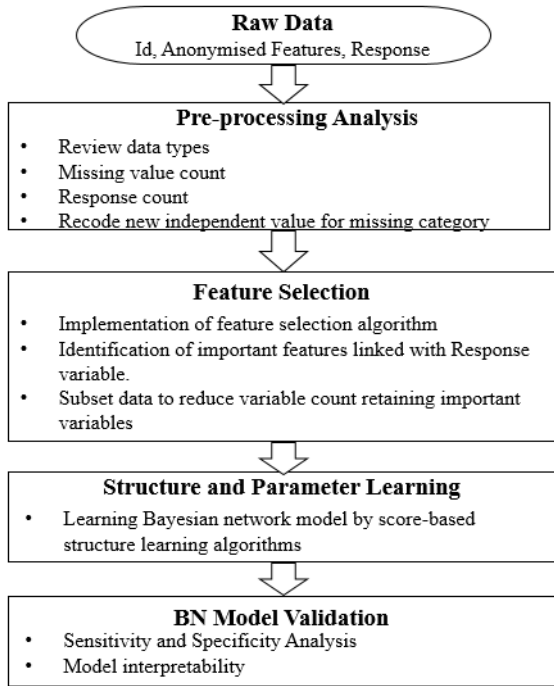 Raw Data
Id, Anonymised Features, Response
Pre-processing Analysis
• Review data types
• Missing value count
• Response count
• Recode new independent value for missing category
Feature Selection
• Implementation of feature selection algorithm
• Identification of important features linked with Response
variable.
• Subset data to reduce variable count retaining important
variables
Structure and Parameter Learning
• Learning Bayesian network model by score-based
structure learning algorithms
BN Model Validation
• Sensitivity and Specificity Analysis
• Model interpretability